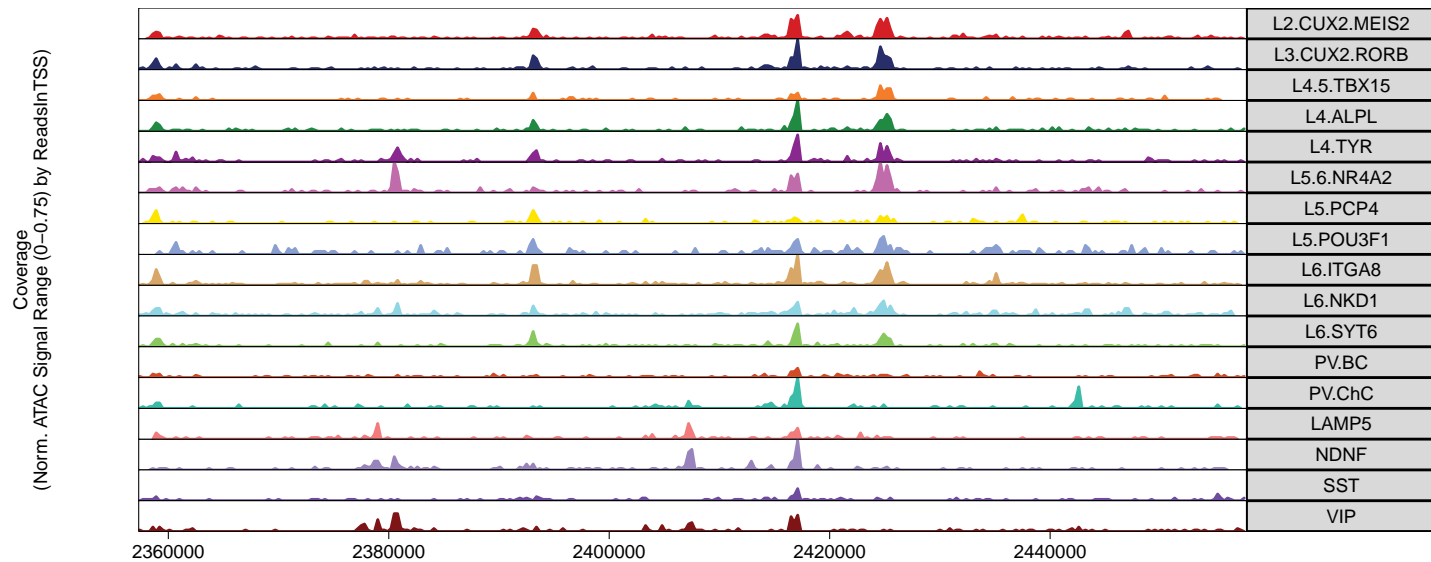 Coverage
(Norm. ATAC Signal Range (0–0.75) by ReadsInTSS)
L2.CUX2.MEIS2
L3.CUX2.RORB
L4.5.TBX15
L4.ALPL
L4.TYR
L5.6.NR4A2
L5.PCP4
L5.POU3F1
L6.ITGA8
L6.NKD1
L6.SYT6
PV.BC
PV.ChC
LAMP5
NDNF
SST
VIP
2360000 2380000 2400000 2420000 2440000